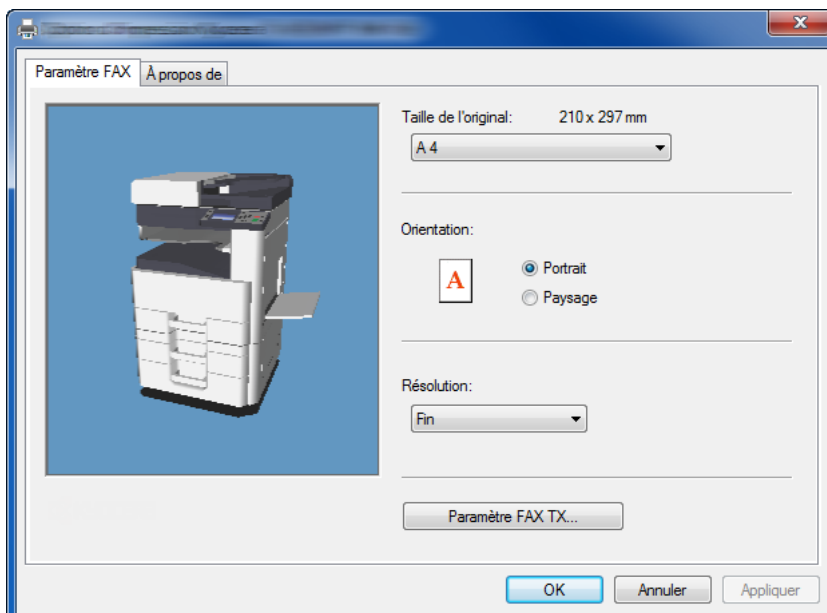 Paramètre FAX
À propos de
Taille de l'original: 210 x 297 mm
A 4
Orientation:
A
Portrait
Paysage
Résolution:
Fin
Paramètre FAX TX...
OK
Annuler
Appliquer